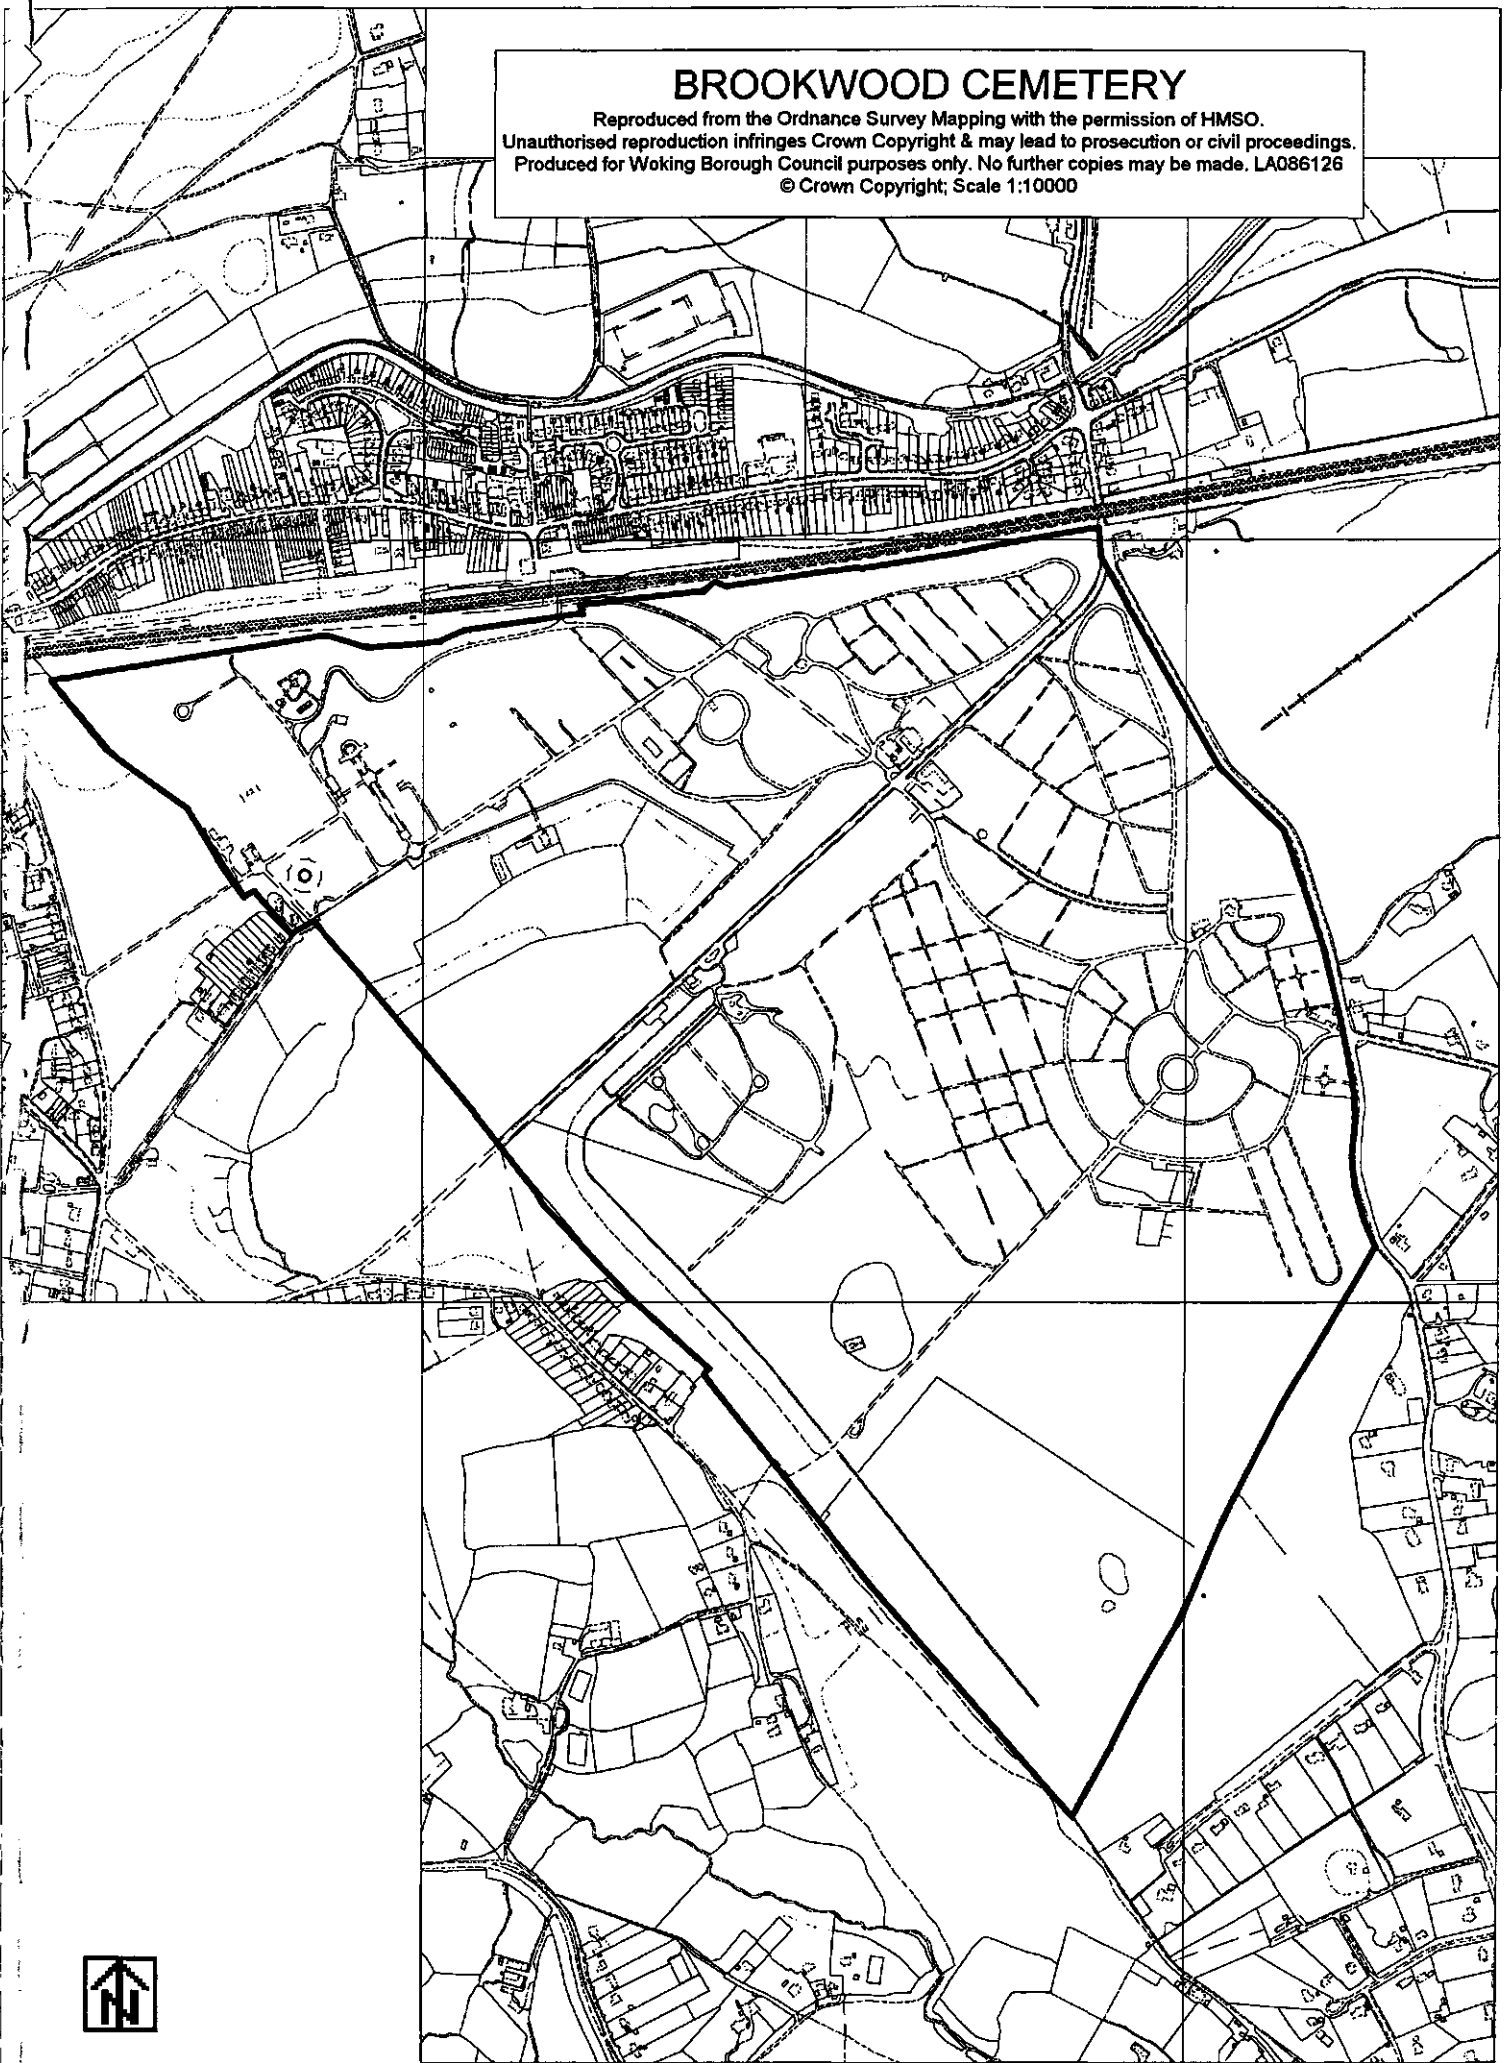 BROOKWOOD CEMETERY
Reproduced from the Ordnance Survey Mapping with the permission of HMSO.
Unauthorised reproduction infringes Crown Copyright & may lead to prosecution or civil proceedings.
Produced for Woking Borough Council purposes only. No further copies may be made. LA086126
© Crown Copyright; Scale 1:10000
N